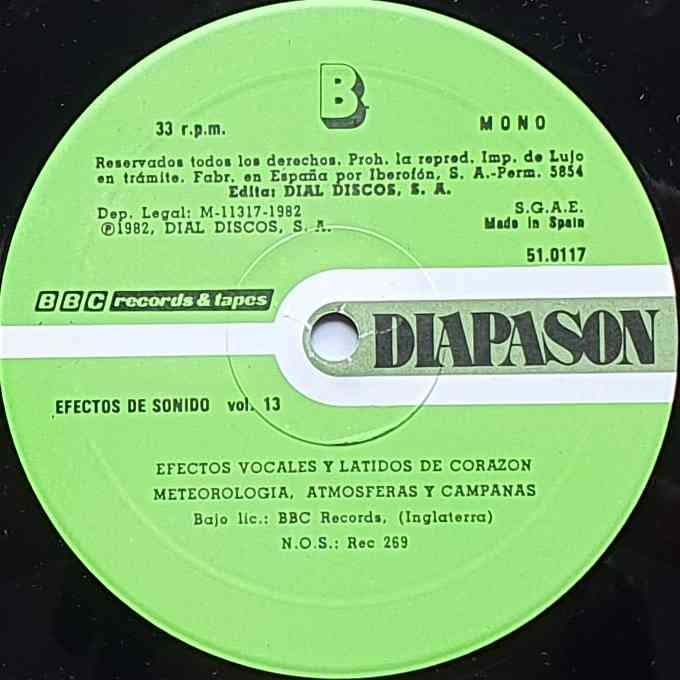 B
33 r.p.m.
MONO
Reservados todos los derechos. Proh. la reprod. Imp. de Lujo
en trámite. Fabr. en España por Iberofón, S. A.-Perm. 5854
Edita: DIAL DISCOS, S. A.
Dep. Legal: M-11317-1982
S.G.A.E.
℗1982, DIAL DISCOS, S. A.
Made in Spain
51.0117
BBC records & tapes
DIAPASON
EFECTOS DE SONIDO vol. 13
EFECTOS VOCALES Y LATIDOS DE CORAZON
METEOROLOGIA, ATMOSFERAS Y CAMPANAS
Bajo lic.: BBC Records, (Inglaterra)
N.O.S.: Rec 269